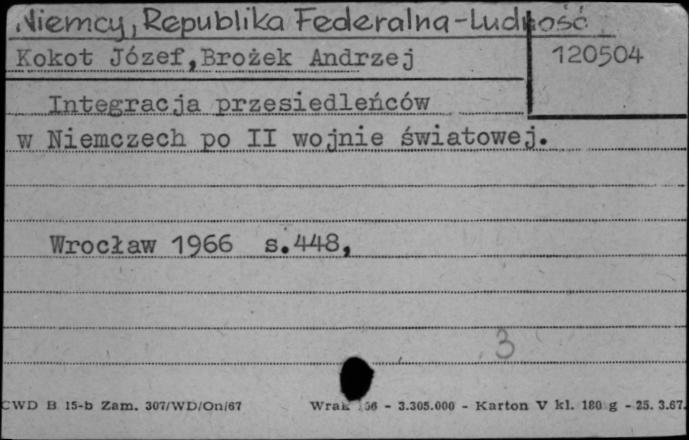 Niemcy, Republika Federalna-Ludność
Kokot Józef, Brożek Andrzej
120504
Integracja przesiedleńców
w Niemczech po II wojnie światowej.
Wrocław 1966 s.448,
3
CWD B 15-b Zam. 307/WD/On/67 - 3.305.000 - Karton V kl. 180 g - 25. 3.67.